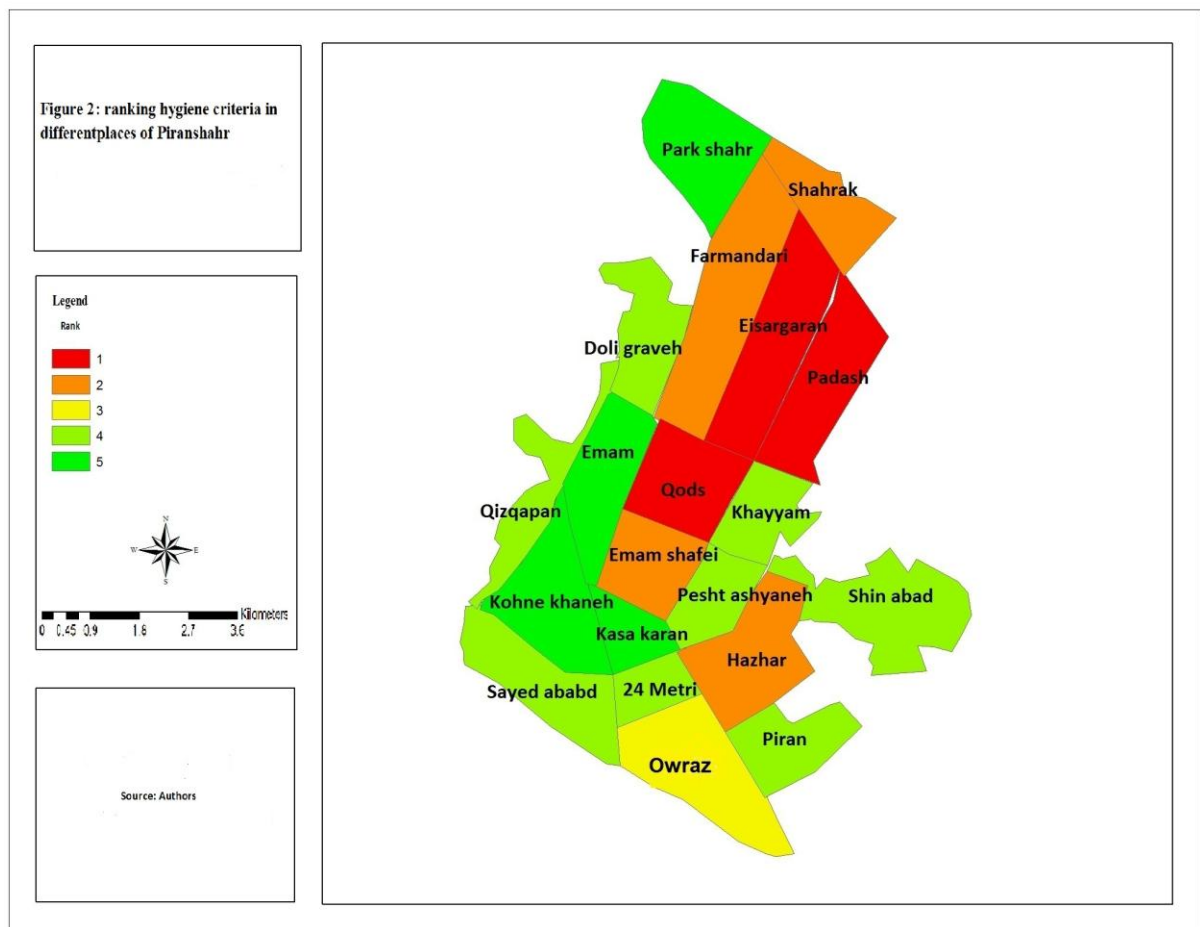 Figure 2: ranking hygiene criteria in
differentplaces of Piranshahr
Legend
Rank
1
2
3
4
5
N
W E
S
Kilometers
0 0.45 0.9 1.8 2.7 3.6
Source: Authors
Park shahr
Shahrak
Farmandari
Eisargaran
Doli graveh
Padash
Emam
Qods
Qizqapan
Khayyam
Emam shafei
Pesht ashyaneh
Shin abad
Kohne khaneh
Kasa karan
Hazhar
Sayed ababd
24 Metri
Piran
Owraz